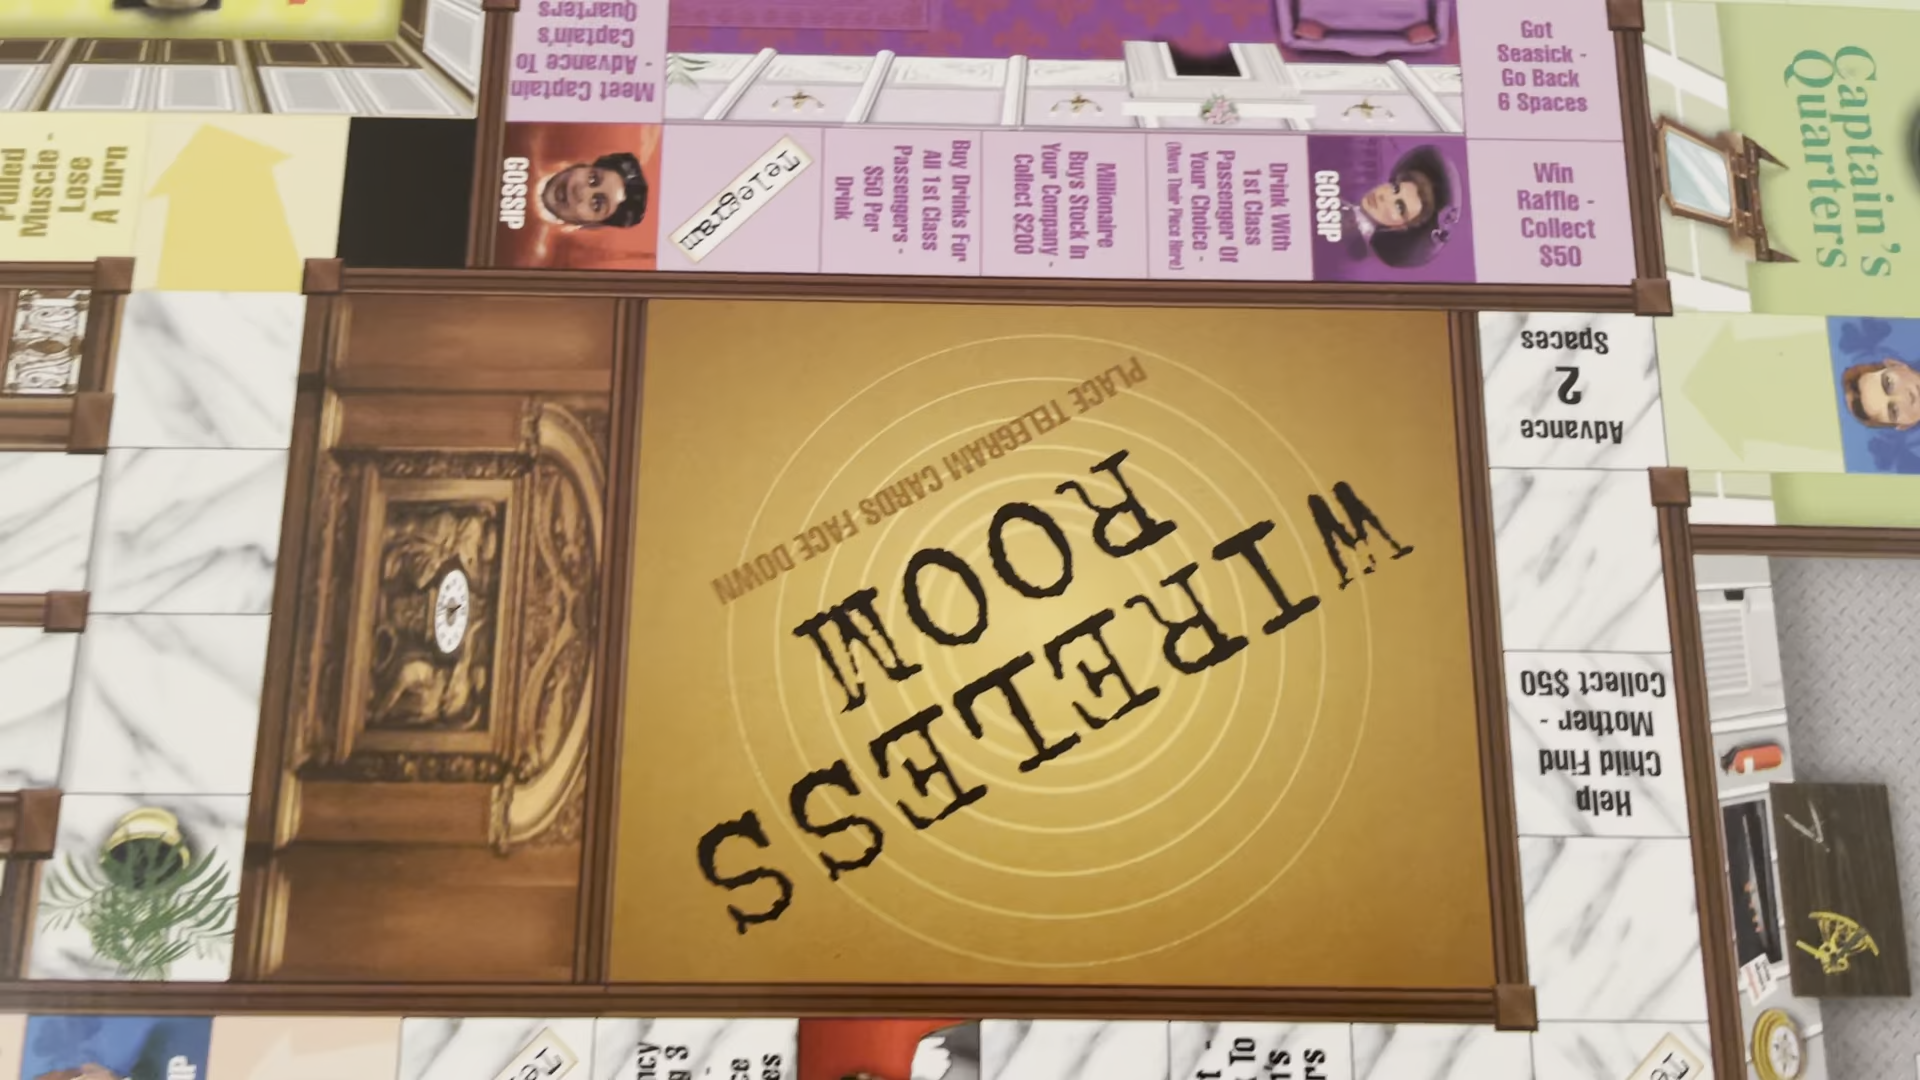 Meet Captain
- Advance To
Captain's
Quarters
Got
Seasick -
Go Back
6 Spaces
Captain's
Quarters
Pulled
Muscle -
Lose
A Turn
GOSSIP
Telegram
Buy Drinks For
All 1st Class
Passengers -
$50 Per
Drink
Millionaire
Buys Stock In
Your Company -
Collect $200
Drink With
1st Class
Passenger Of
Your Choice -
(Move Their Piece Here)
GOSSIP
Win
Raffle -
Collect
$50
Advance
2
Spaces
WIRELESS
ROOM
PLACE TELEGRAM CARDS FACE DOWN
Help
Child Find
Mother -
Collect $50